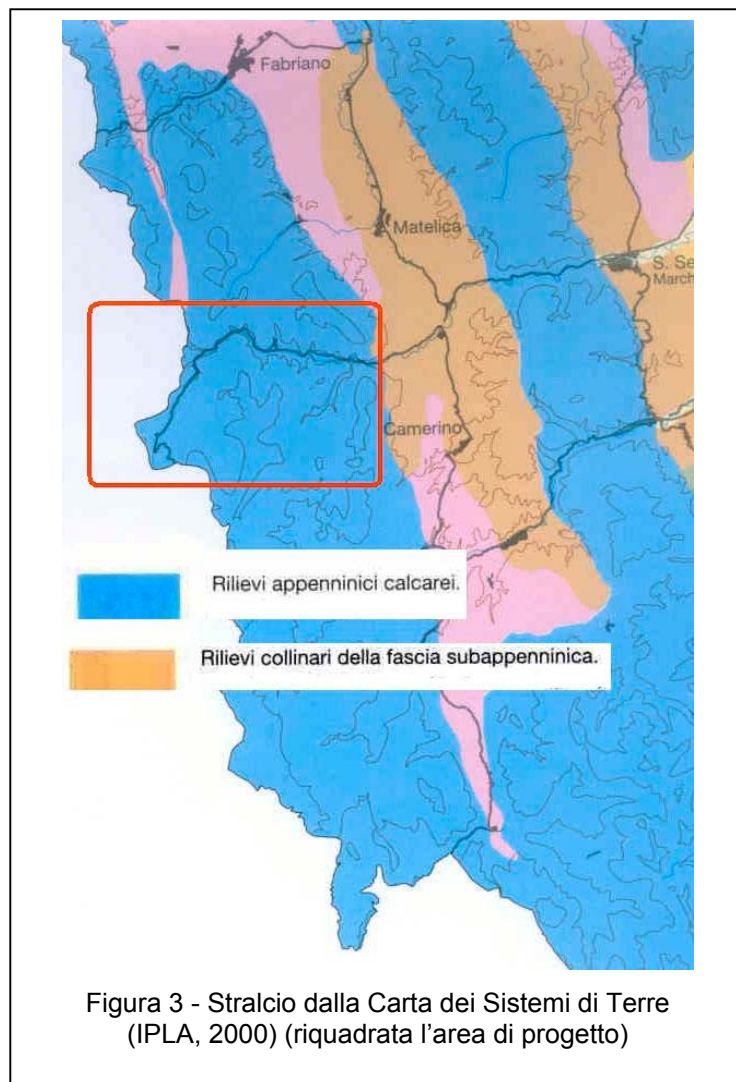 Fabriano
Matelica
S. Se
March
Camerino
Rilievi appenninici calcarei.
Rilievi collinari della fascia subappenninica.
Figura 3 - Stralcio dalla Carta dei Sistemi di Terre
(IPLA, 2000) (riquadrata l’area di progetto)